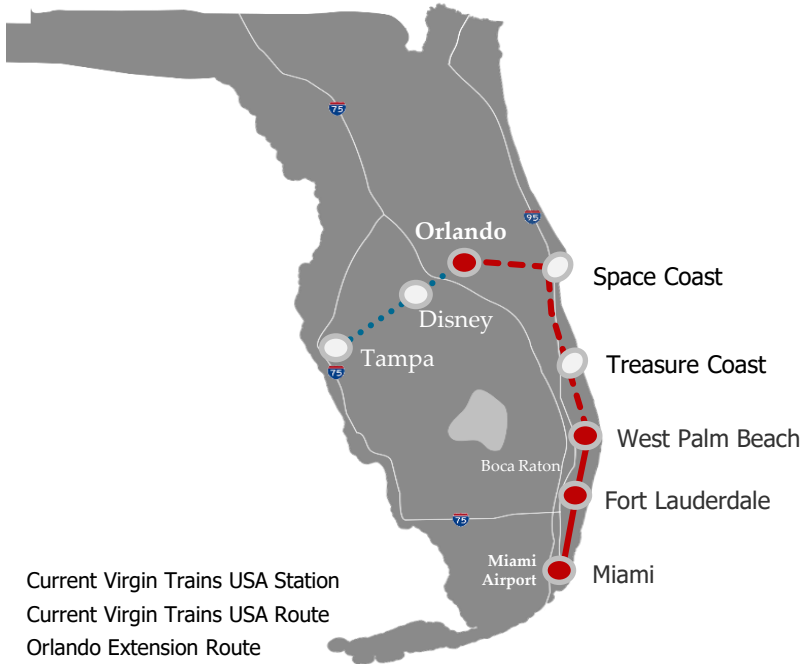 75
95
Orlando
Space Coast
Disney
Tampa
Treasure Coast
75
West Palm Beach
Boca Raton
Fort Lauderdale
75
Miami
Airport
Miami
Current Virgin Trains USA Station
Current Virgin Trains USA Route
Orlando Extension Route